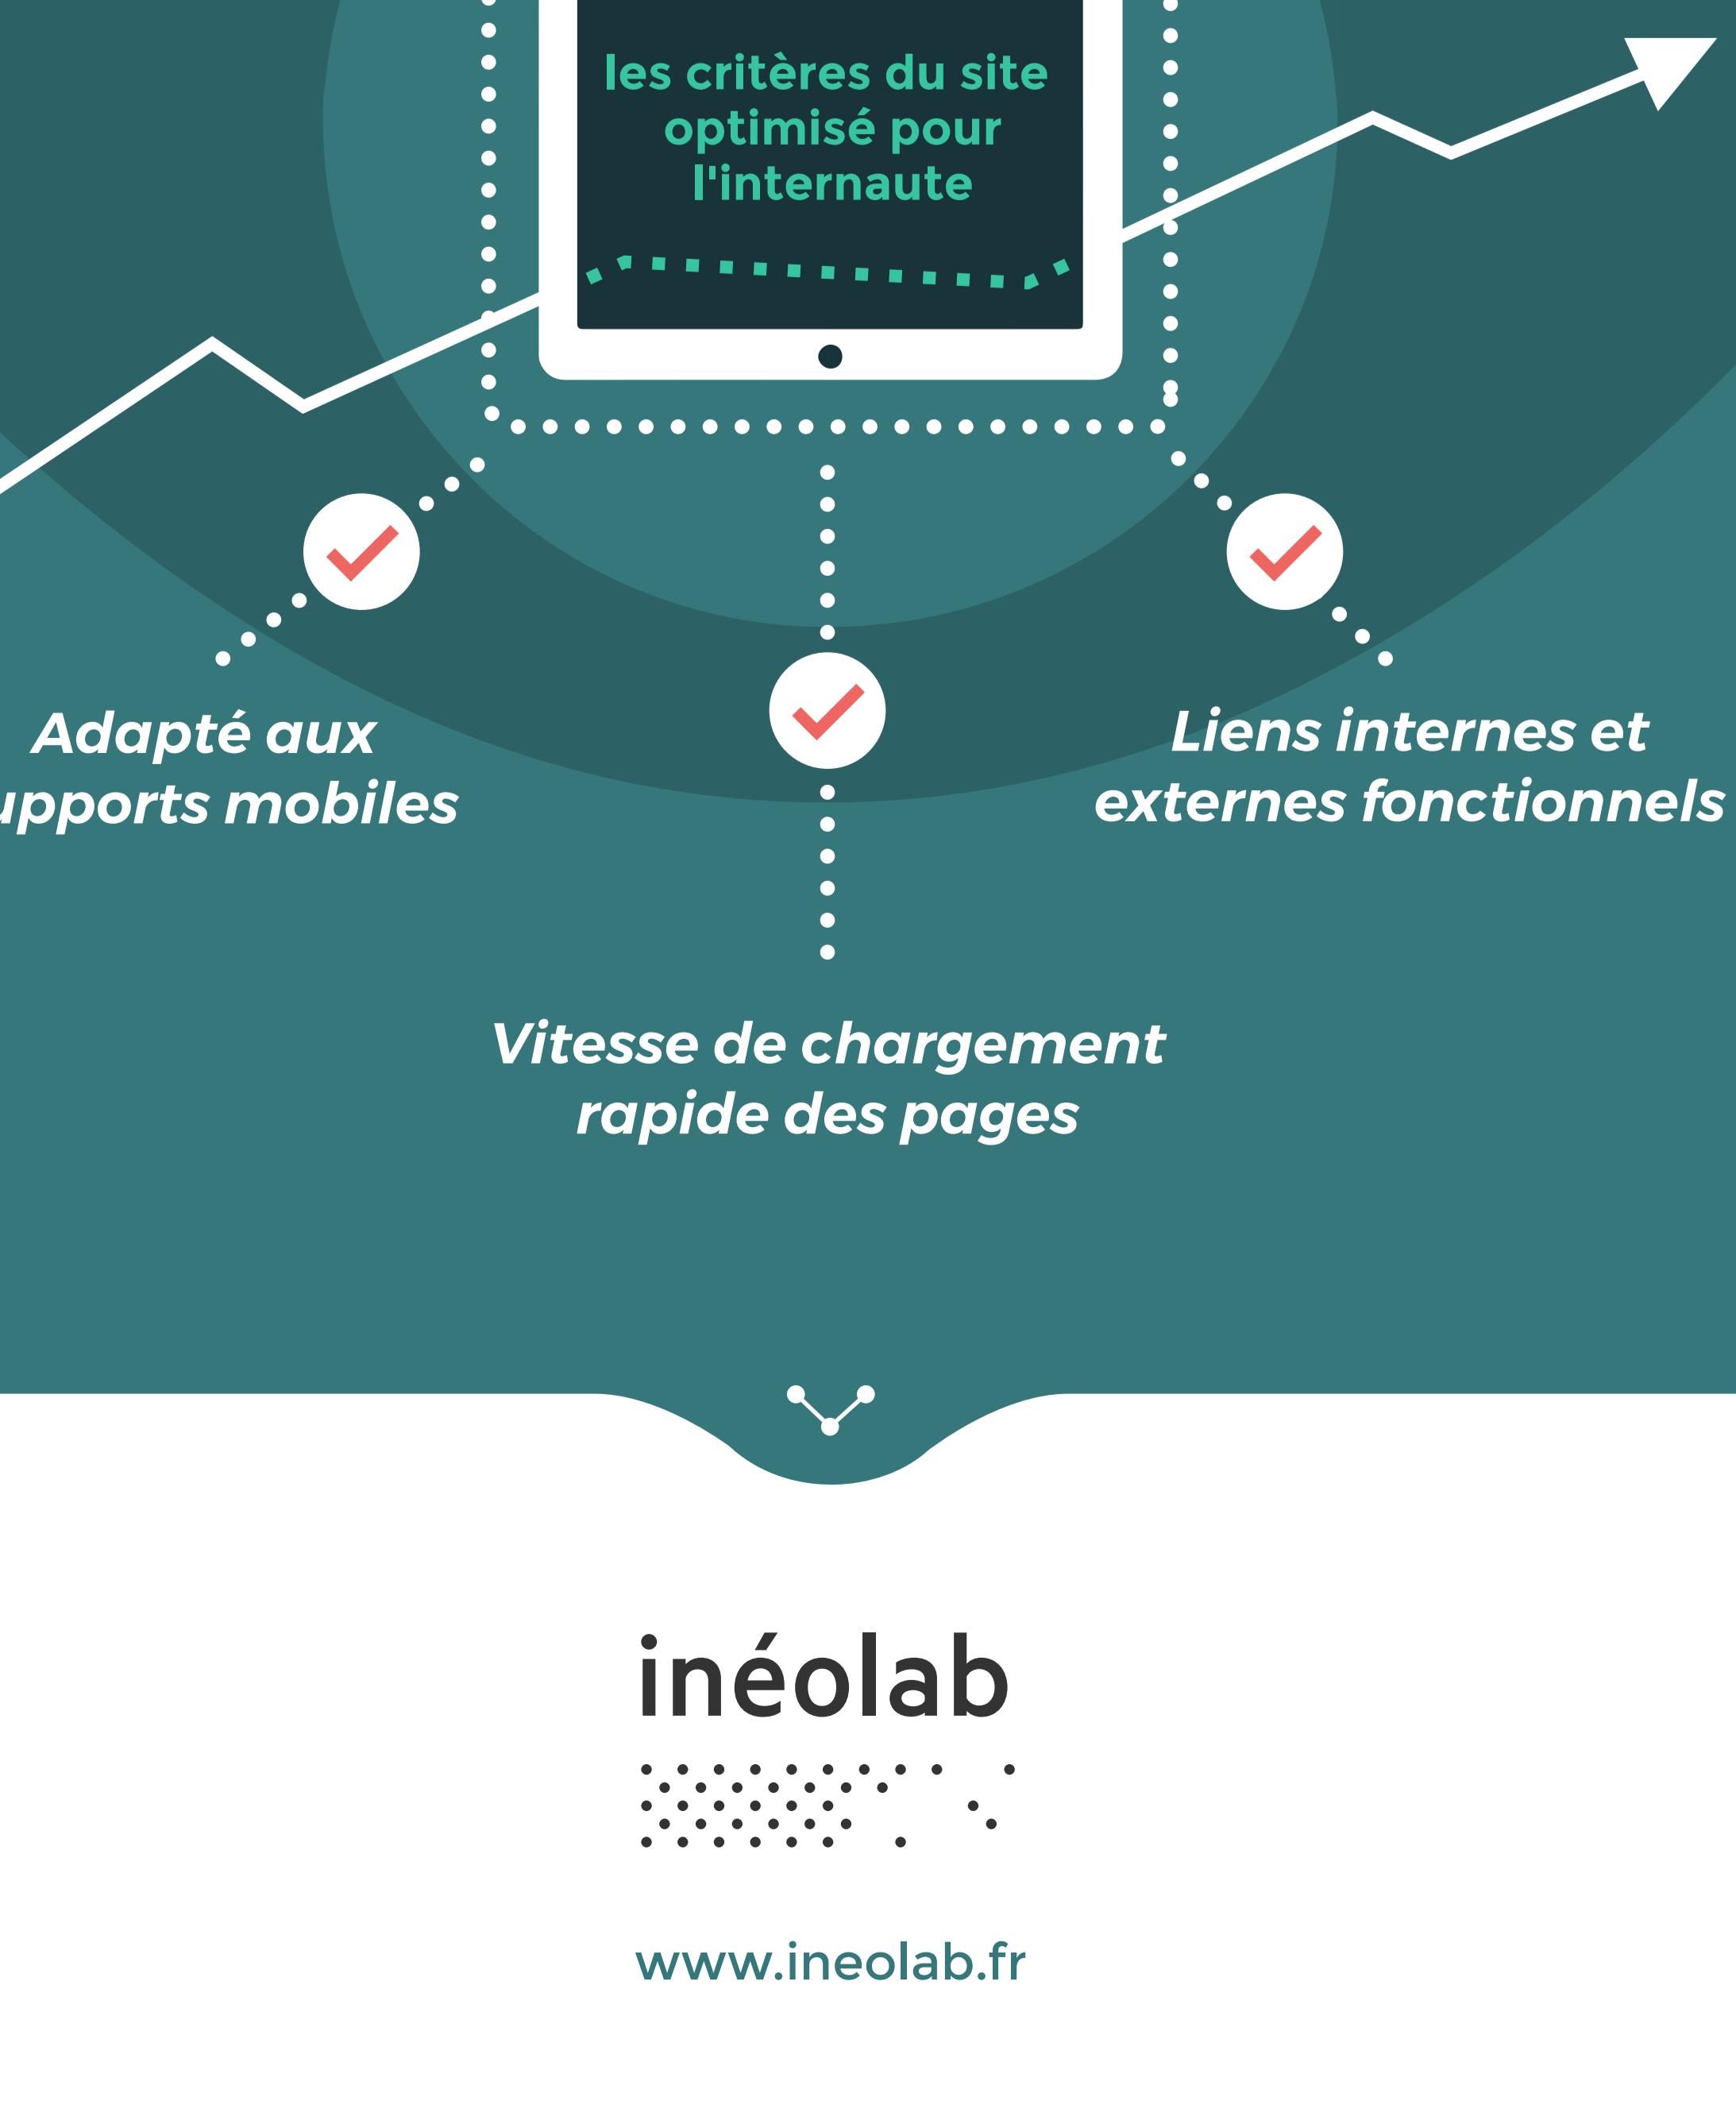 les critères du site
optimisé pour
l'internaute
Adapté aux
upports mobiles
Liens internes et
externes fonctionnels
Vitesse de chargement
rapide des pages
inéolab
www.ineolab.fr